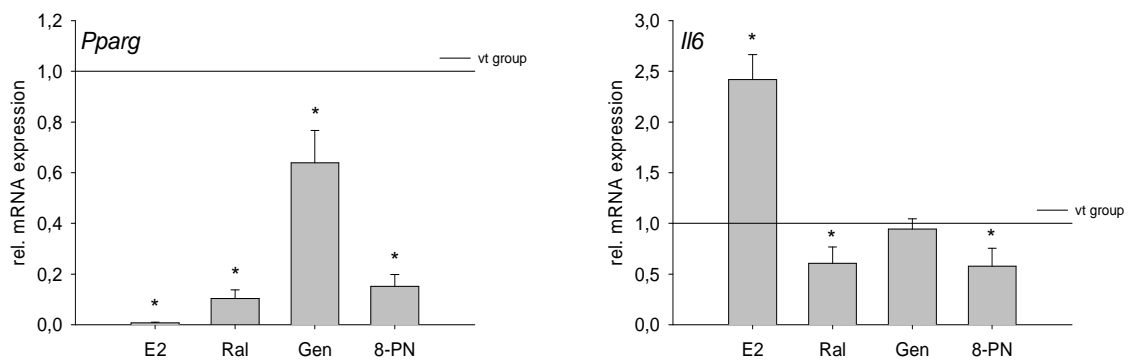 Pparg
vt group
rel. mRNA expression
1,2
1,0
0,8
0,6
0,4
0,2
0,0
*
*
*
*
E2 Ral Gen 8-PN
Il6
vt group
rel. mRNA expression
3,0
2,5
2,0
1,5
1,0
0,5
0,0
*
*
*
E2 Ral Gen 8-PN